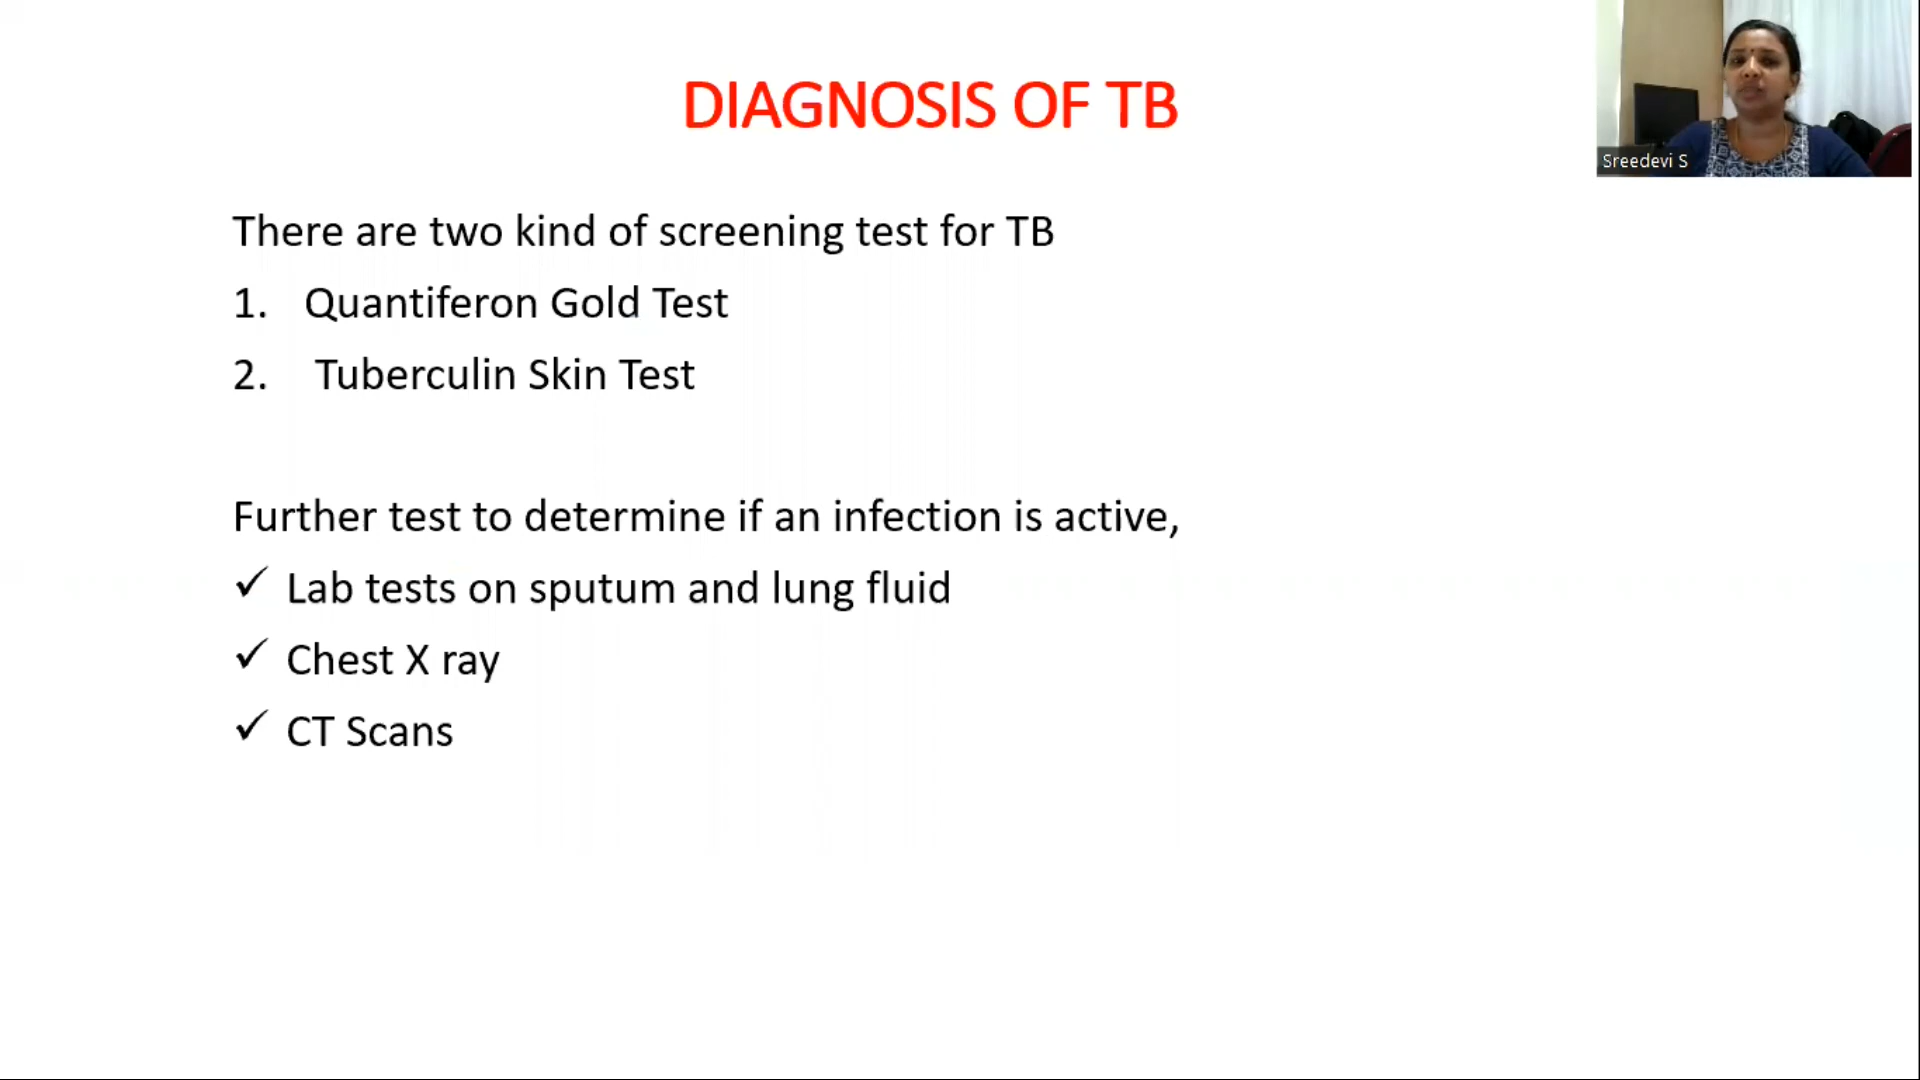 DIAGNOSIS OF TB
Sreedevi S
There are two kind of screening test for TB
1. Quantiferon Gold Test
2. Tuberculin Skin Test
Further test to determine if an infection is active,
✓ Lab tests on sputum and lung fluid
✓ Chest X ray
✓ CT Scans